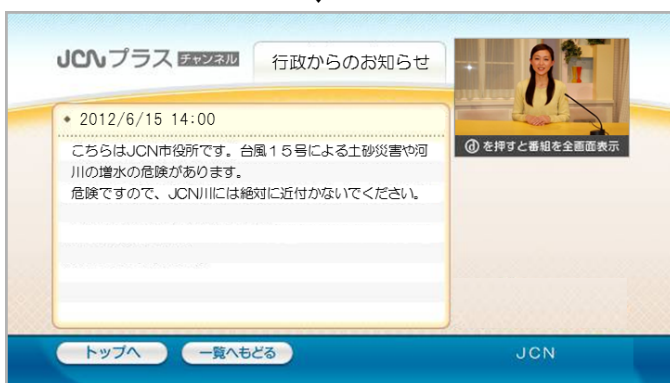 JCNプラス チャンネル
行政からのお知らせ
2012/6/15 14:00
こちらはJCN市役所です。台風15号による土砂災害や河
川の増水の危険があります。
危険ですので、JCN川には絶対に近付かないでください。
ⓓを押すと番組を全画面表示
トップへ
一覧へもどる
JCN